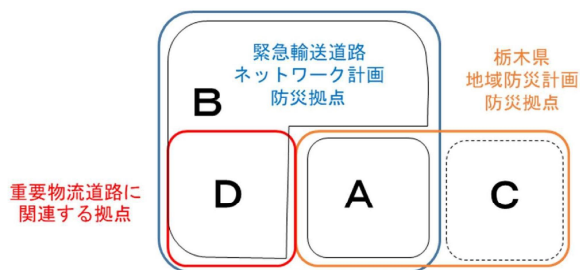 緊急輸送道路
ネットワーク計画
防災拠点
栃木県
地域防災計画
防災拠点
B
D
A
C
重要物流道路に
関連する拠点